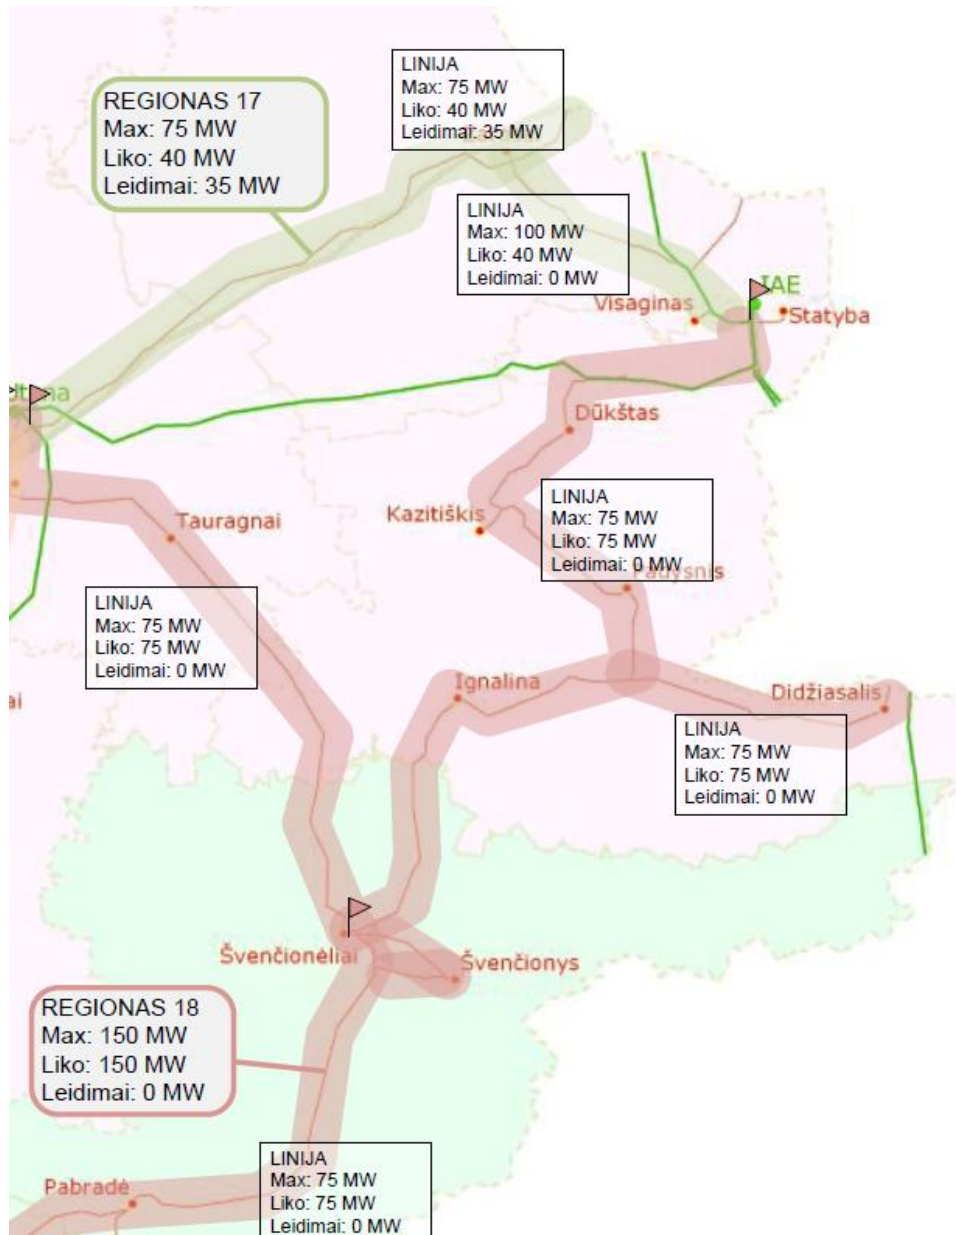 LINIJA
Max: 75 MW
Liko: 40 MW
Leidimai: 35 MW
REGIONAS 17
Max: 75 MW
Liko: 40 MW
Leidimai: 35 MW
LINIJA
Max: 100 MW
Liko: 40 MW
Leidimai: 0 MW
IAE
Visaginas
Statyba
Dūkštas
Kazitiškis
LINIJA
Max: 75 MW
Liko: 75 MW
Leidimai: 0 MW
Tauragnai
LINIJA
Max: 75 MW
Liko: 75 MW
Leidimai: 0 MW
ai
Ignalina
Didžiasalis
LINIJA
Max: 75 MW
Liko: 75 MW
Leidimai: 0 MW
Švenčionėliai
Švenčionys
REGIONAS 18
Max: 150 MW
Liko: 150 MW
Leidimai: 0 MW
LINIJA
Max: 75 MW
Liko: 75 MW
Leidimai: 0 MW
Pabradė